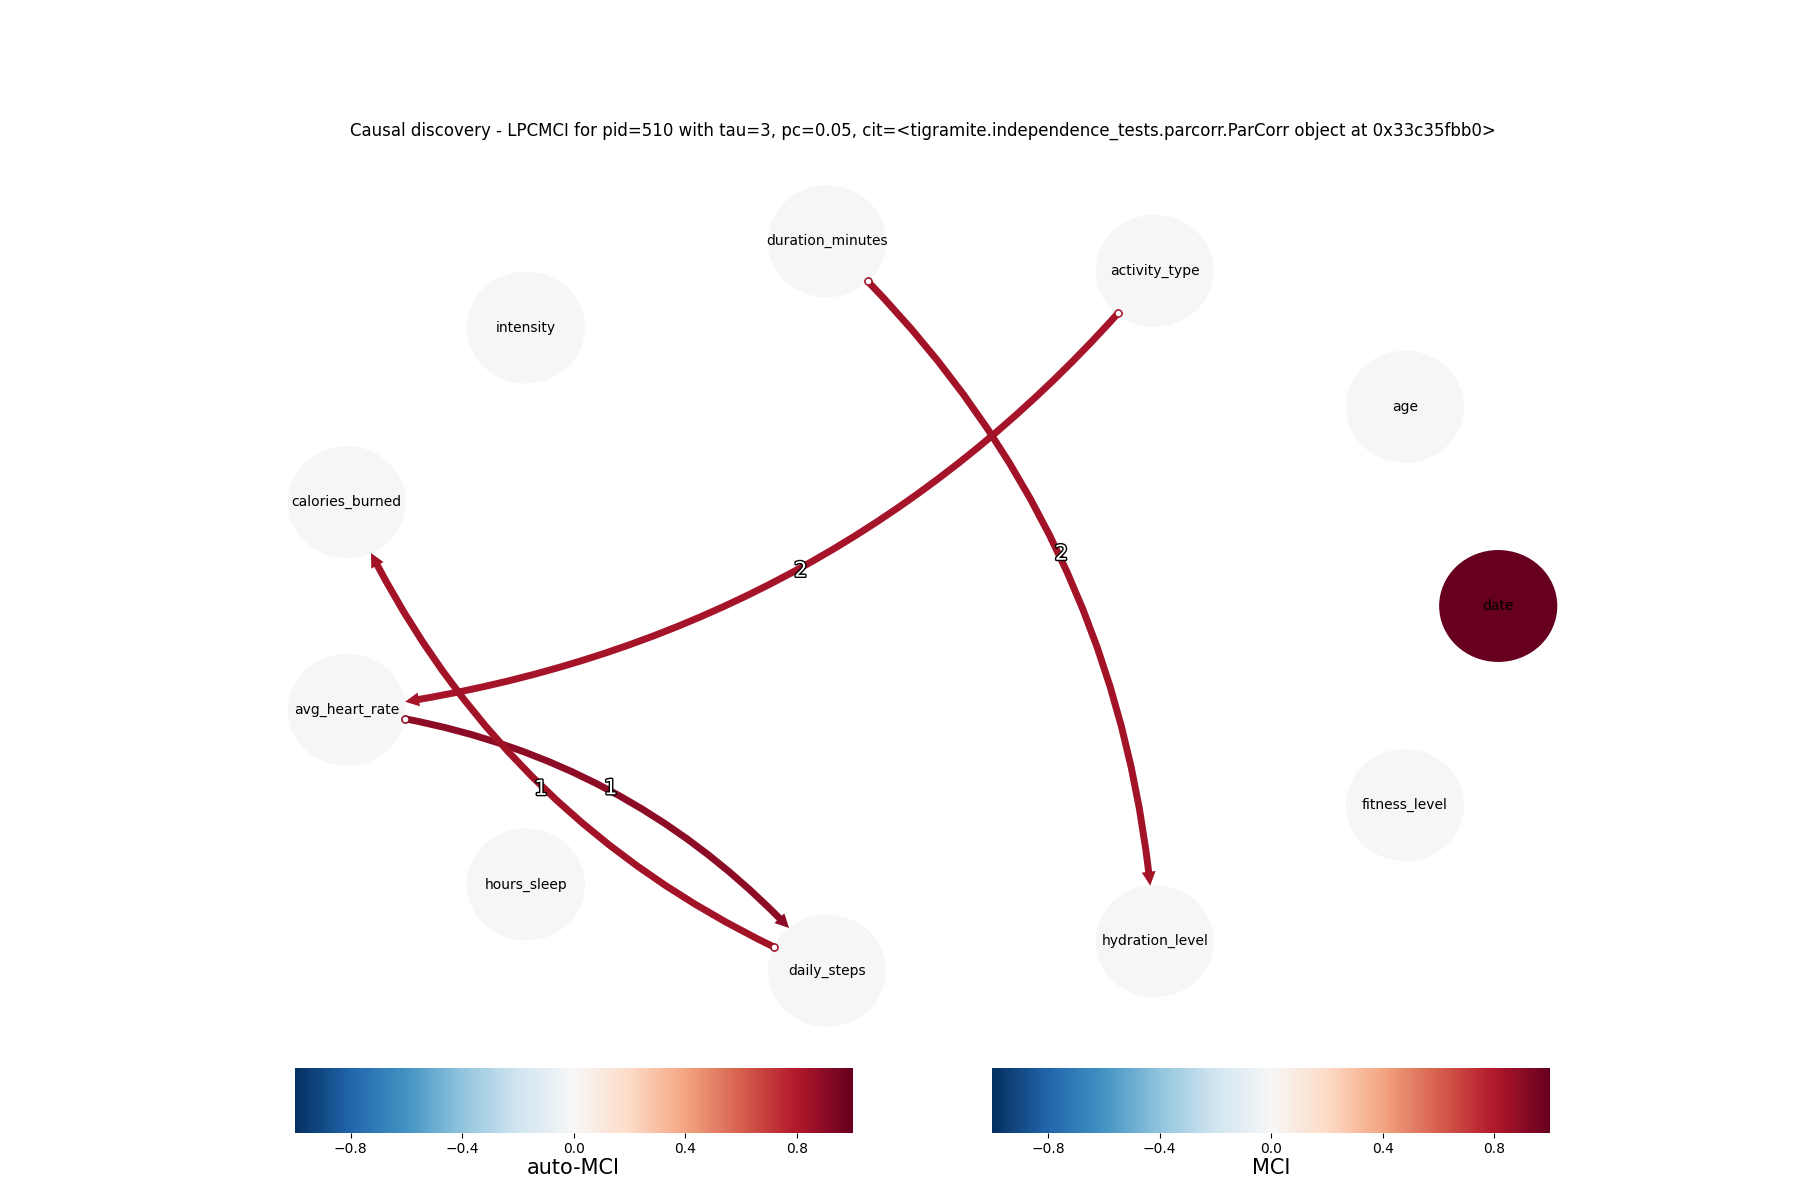 Causal discovery - LPCMCI for pid=510 with tau=3, pc=0.05, cit=<tigramite.independence_tests.parcorr.ParCorr object at 0x33c35fbb0>
duration_minutes
activity_type
intensity
age
calories_burned
2
2
date
avg_heart_rate
1
1
fitness_level
hours_sleep
hydration_level
daily_steps
−0.8 −0.4 0.0 0.4 0.8
auto-MCI
−0.8 −0.4 0.0 0.4 0.8
MCI